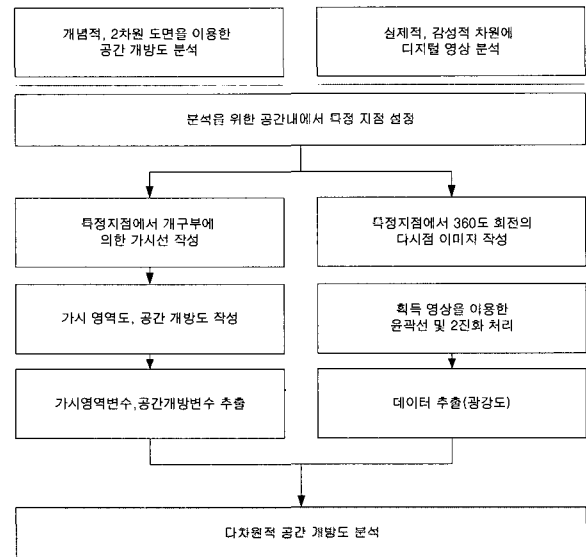 개념적, 2차원 도면을 이용한
공간 개방도 분석
실제적, 감성적 차원에
디지털 영상 분석
분석을 위한 공간내에서 특정 지점 설정
특정지점에서 개구부에
의한 가시선 작성
특정지점에서 360도 회전의
다시점 이미지 작성
가시 영역도, 공간 개방도 작성
획득 영상을 이용한
윤곽선 및 2진화 처리
가시영역변수,공간개방변수 추출
데이터 추출(광강도)
다차원적 공간 개방도 분석